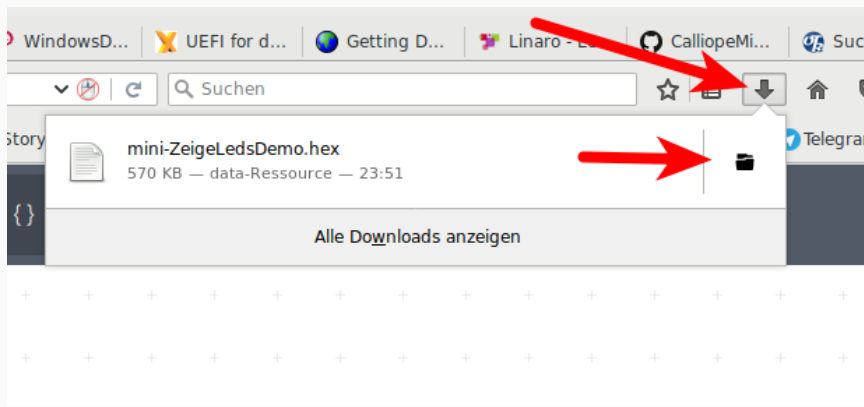 WindowsD... UEFI for d... Getting D... Linaro - CalliopeMi... Suc
Suchen
Story Telegra
mini-ZeigeLedsDemo.hex
570 KB — data-Ressource — 23:51
{}
Alle Downloads anzeigen